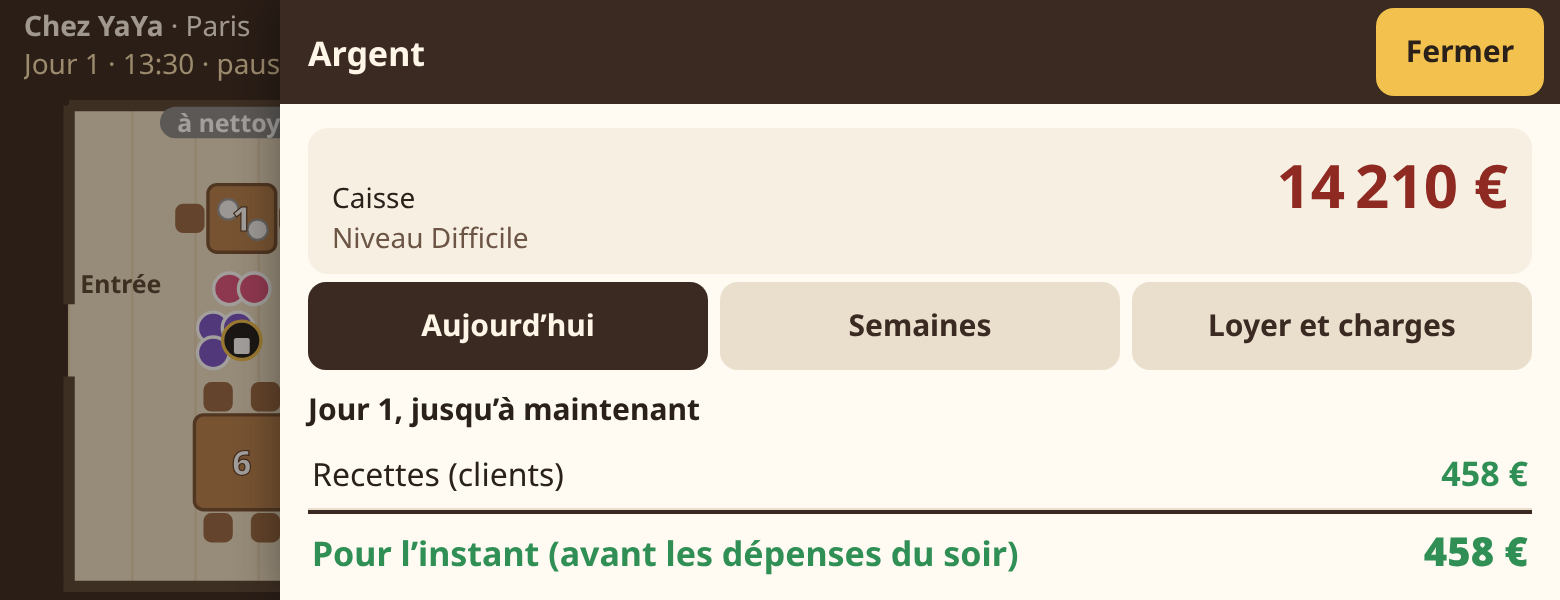 Chez YaYa · Paris
Jour 1 · 13:30 · paus
à nettoy
1
Entrée
6
Argent
Fermer
Caisse
14 210 €
Niveau Difficile
Aujourd’hui
Semaines
Loyer et charges
Jour 1, jusqu’à maintenant
Recettes (clients)
458 €
Pour l’instant (avant les dépenses du soir)
458 €